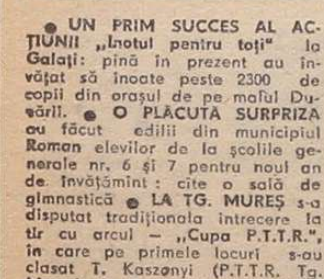 ● UN PRIM SUCCES AL AC-
ȚIUNII „Inotul pentru toți" la
Galați: pînă în prezent au în-
vățat să înoate peste 2300 de
copii din orașul de pe malul Du-
nării. ● O PLĂCUTĂ SURPRIZA
au făcut edilii din municipiul
Roman elevilor de la școlile ge-
nerale nr. 6 și 7 pentru noul an
de învățămînt : cîte o sală de
gimnastică ● LA TG. MUREȘ s-a
disputat tradiționala întrecere la
tir cu arcul – „Cupa P.T.T.R.",
în care pe primele locuri s-au
clasat T. Kaszonyi (P.T.T.R. Tg.